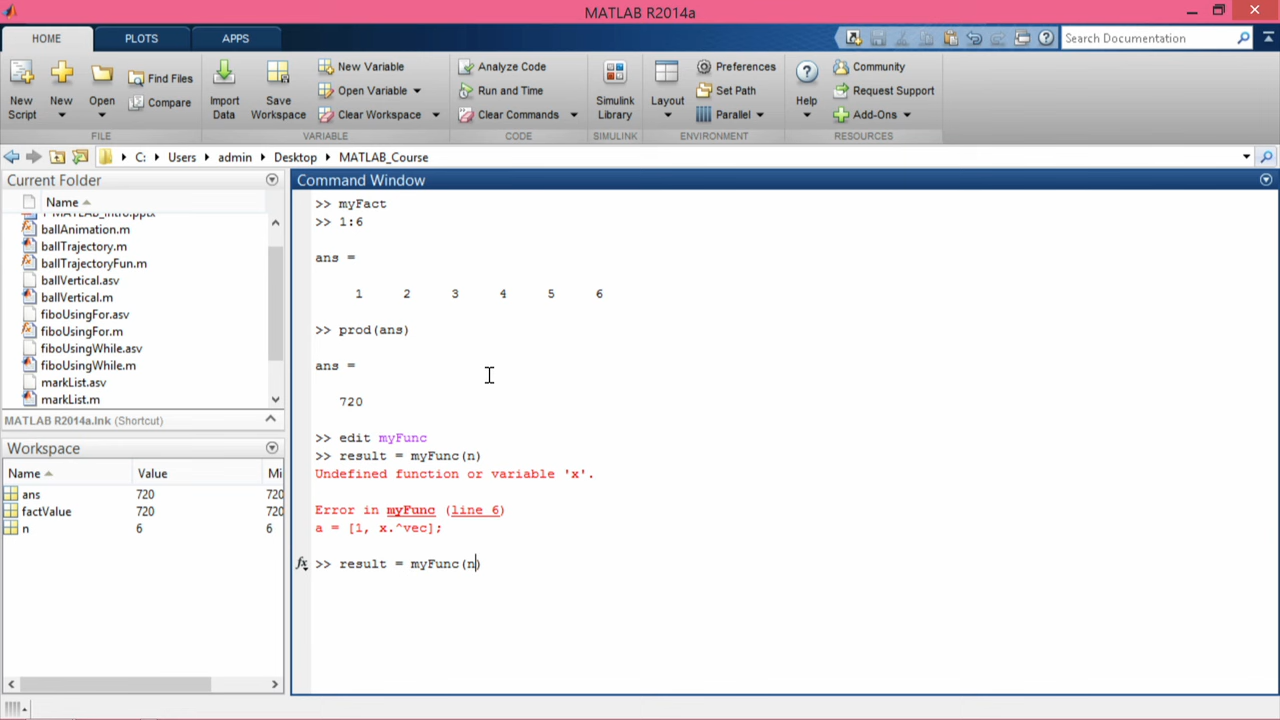 MATLAB R2014a
HOME PLOTS APPS Search Documentation
New Script New Open Find Files Compare Import Data Save Workspace New Variable Open Variable Clear Workspace Analyze Code Run and Time Clear Commands Simulink Library Layout Preferences Set Path Parallel Help Community Request Support Add-Ons
FILE VARIABLE CODE SIMULINK ENVIRONMENT RESOURCES
C: Users admin Desktop MATLAB_Course
Current Folder
Name
1 MATLAB_Intro.pptx
ballAnimation.m
ballTrajectory.m
ballTrajectoryFun.m
ballVertical.asv
ballVertical.m
fiboUsingFor.asv
fiboUsingFor.m
fiboUsingWhile.asv
fiboUsingWhile.m
markList.asv
markList.m
MATLAB R2014a.lnk (Shortcut)
Workspace
Name Value Mi
ans 720 720
factValue 720 720
n 6 6
Command Window
>> myFact
>> 1:6
ans =
1 2 3 4 5 6
>> prod(ans)
ans =
720
>> edit myFunc
>> result = myFunc(n)
Undefined function or variable 'x'.
Error in myFunc (line 6)
a = [1, x.^vec];
fx >> result = myFunc(n)